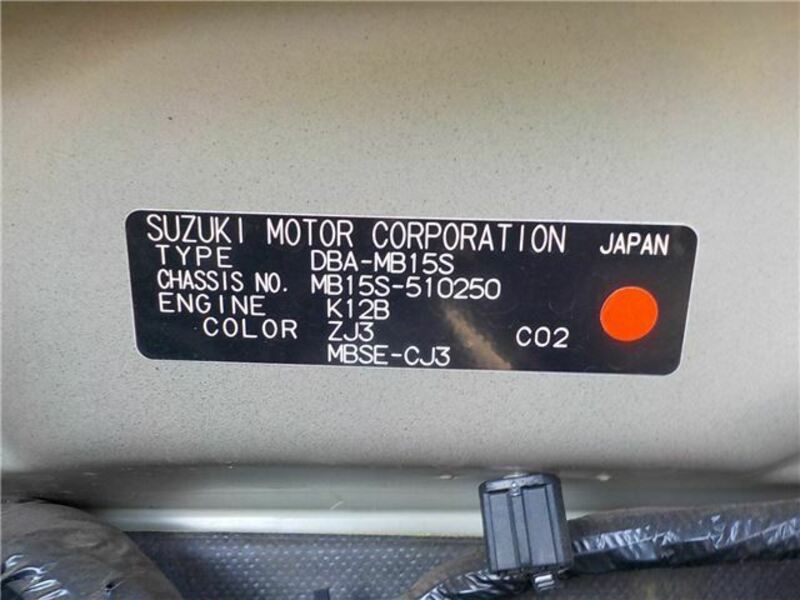 SUZUKI MOTOR CORPORATION JAPAN
TYPE DBA-MB15S
CHASSIS NO. MB15S-510250
ENGINE K12B
COLOR ZJ3 C02
MBSE-CJ3